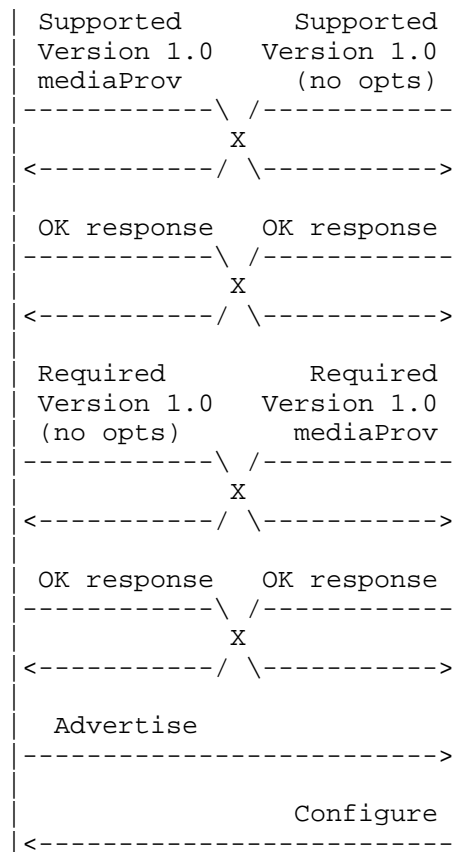 Supported Supported
Version 1.0 Version 1.0
mediaProv (no opts)
------------\ /------------
X
<-----------/ \----------->
OK response OK response
------------\ /------------
X
<-----------/ \----------->
Required Required
Version 1.0 Version 1.0
(no opts) mediaProv
------------\ /------------
X
<-----------/ \----------->
OK response OK response
------------\ /------------
X
<-----------/ \----------->
Advertise
-------------------------->
Configure
<--------------------------